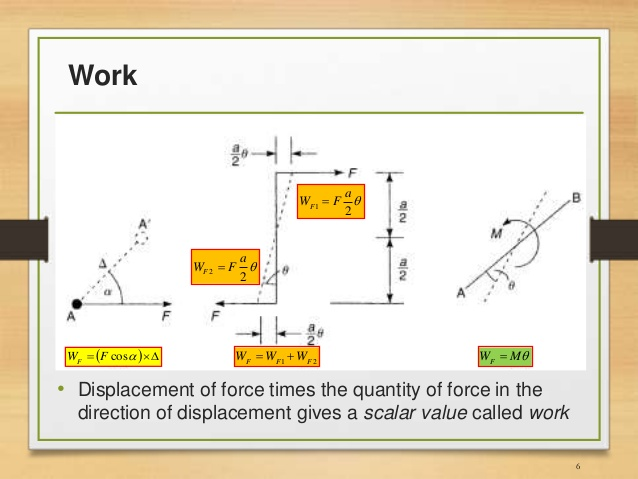 Work
a/2 θ
F
W_F1 = F a/2 θ
a/2
A'
W_F2 = F a/2 θ
θ
a/2
Δ
α
A
F
F
a/2 θ
B
M
A
θ
W_F = (F cos α) × Δ
W_F = W_F1 + W_F2
W_F = Mθ
• Displacement of force times the quantity of force in the
direction of displacement gives a scalar value called work
6